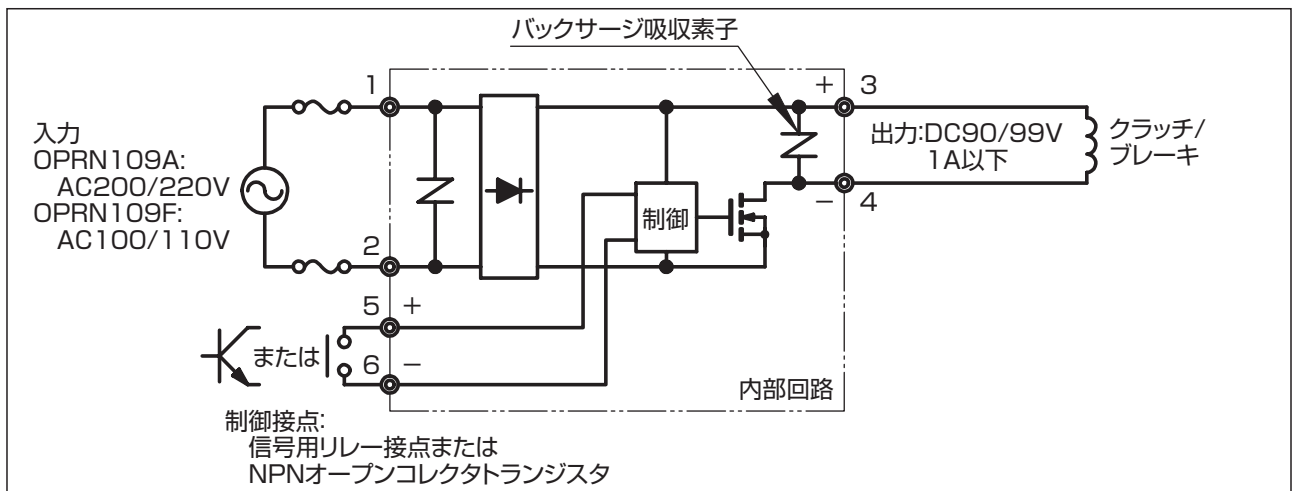 バックサージ吸収素子
1
+ 3
入力
OPRN109A:
AC200/220V
OPRN109F:
AC100/110V
出力:DC90/99V
1A以下
クラッチ/
ブレーキ
制御
2
− 4
5 +
または
6 −
内部回路
制御接点:
信号用リレー接点または
NPNオープンコレクタトランジスタ